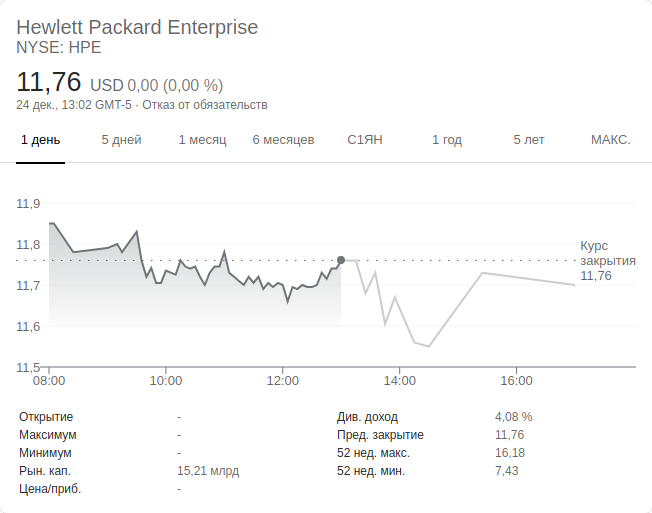 Hewlett Packard Enterprise
NYSE: HPE
11,76 USD 0,00 (0,00 %)
24 дек., 13:02 GMT-5 · Отказ от обязательств
1 день 5 дней 1 месяц 6 месяцев С1ЯН 1 год 5 лет МАКС.
11,9
11,8
11,7
11,6
11,5
Курс
закрытия
11,76
08:00 10:00 12:00 14:00 16:00
Открытие -
Максимум -
Минимум -
Рын. кап. 15,21 млрд
Цена/приб. -
Див. доход 4,08 %
Пред. закрытие 11,76
52 нед. макс. 16,18
52 нед. мин. 7,43